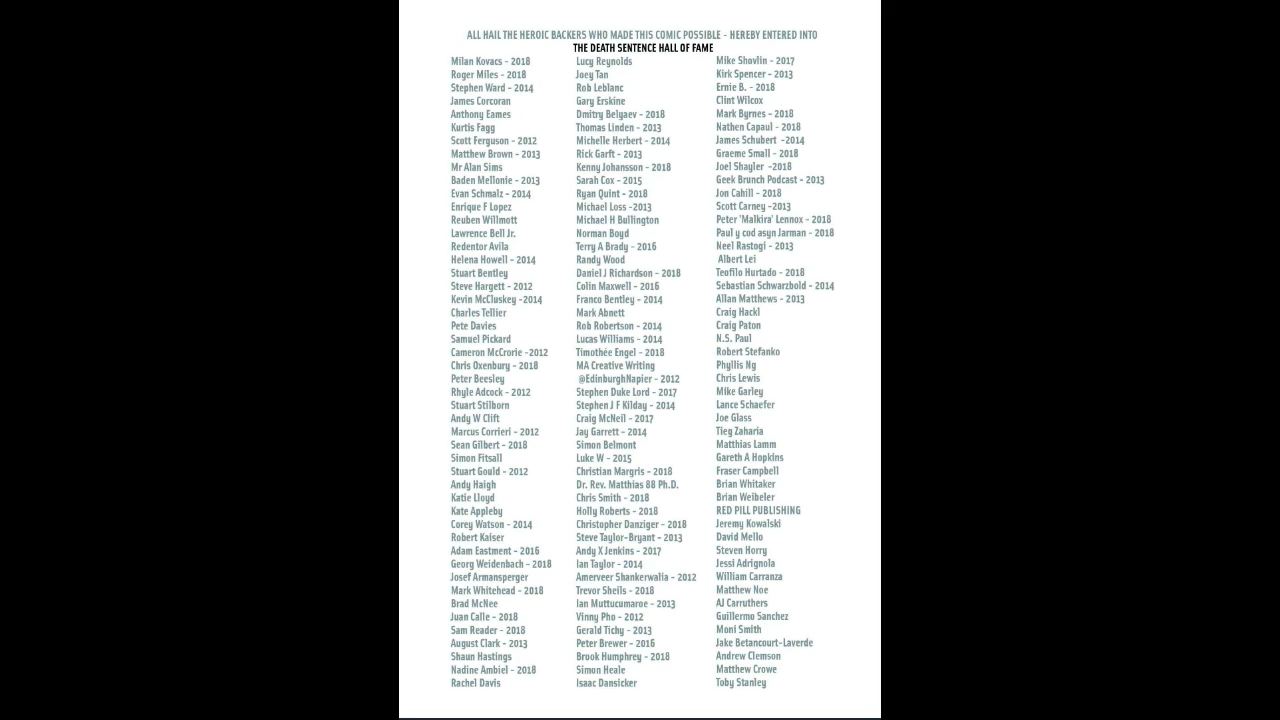 ALL HAIL THE HEROIC BACKERS WHO MADE THIS COMIC POSSIBLE - HEREBY ENTERED INTO
THE DEATH SENTENCE HALL OF FAME
Milan Kovacs - 2018
Roger Miles - 2018
Stephen Ward - 2014
James Corcoran
Anthony Eames
Kurtis Fagg
Scott Ferguson - 2012
Matthew Brown - 2013
Mr Alan Sims
Baden Mellonie - 2013
Evan Schmalz - 2014
Enrique F Lopez
Reuben Willmott
Lawrence Bell Jr.
Redentor Avila
Helena Howell - 2014
Stuart Bentley
Steve Hargett - 2012
Kevin McCluskey -2014
Charles Tellier
Pete Davies
Samuel Pickard
Cameron McCrorie -2012
Chris Oxenbury - 2018
Peter Beesley
Rhyle Adcock - 2012
Stuart Stilborn
Andy W Clift
Marcus Corrieri - 2012
Sean Gilbert - 2018
Simon Fitsall
Stuart Gould - 2012
Andy Haigh
Katie Lloyd
Kate Appleby
Corey Watson - 2014
Robert Kaiser
Adam Eastment - 2016
Georg Weidenbach - 2018
Josef Armansperger
Mark Whitehead - 2018
Brad McNee
Juan Calle - 2018
Sam Reader - 2018
August Clark - 2013
Shaun Hastings
Nadine Ambiel - 2018
Rachel Davis
Lucy Reynolds
Joey Tan
Rob Leblanc
Gary Erskine
Dmitry Belyaev - 2018
Thomas Linden - 2013
Michelle Herbert - 2014
Rick Garft - 2013
Kenny Johansson - 2018
Sarah Cox - 2015
Ryan Quint - 2018
Michael Loss -2013
Michael H Bullington
Norman Boyd
Terry A Brady - 2016
Randy Wood
Daniel J Richardson - 2018
Colin Maxwell - 2016
Franco Bentley - 2014
Mark Abnett
Rob Robertson - 2014
Lucas Williams - 2014
Timothée Engel - 2018
MA Creative Writing
@EdinburghNapier - 2012
Stephen Duke Lord - 2017
Stephen J F Kilday - 2014
Craig McNeil - 2017
Jay Garrett - 2014
Simon Belmont
Luke W - 2015
Christian Margris - 2018
Dr. Rev. Matthias 88 Ph.D.
Chris Smith - 2018
Holly Roberts - 2018
Christopher Danziger - 2018
Steve Taylor-Bryant - 2013
Andy X Jenkins - 2017
Ian Taylor - 2014
Amerveer Shankerwalia - 2012
Trevor Sheils - 2018
Ian Muttucumaroe - 2013
Vinny Pho - 2012
Gerald Tichy - 2013
Peter Brewer - 2016
Brook Humphrey - 2018
Simon Heale
Isaac Dansicker
Mike Shovlin - 2017
Kirk Spencer - 2013
Ernie B. - 2018
Clint Wilcox
Mark Byrnes - 2018
Nathen Capaul - 2018
James Schubert -2014
Graeme Small - 2018
Joel Shayler -2018
Geek Brunch Podcast - 2013
Jon Cahill - 2018
Scott Carney -2013
Peter 'Malkira' Lennox - 2018
Paul y cod asyn Jarman - 2018
Neel Rastogi - 2013
Albert Lei
Teofilo Hurtado - 2018
Sebastian Schwarzbold - 2014
Allan Matthews - 2013
Craig Hackl
Craig Paton
N.S. Paul
Robert Stefanko
Phyllis Ng
Chris Lewis
Mike Garley
Lance Schaefer
Joe Glass
Tieg Zaharia
Matthias Lamm
Gareth A Hopkins
Fraser Campbell
Brian Whitaker
Brian Weibeler
RED PILL PUBLISHING
Jeremy Kowalski
David Mello
Steven Horry
Jessi Adrignola
William Carranza
Matthew Noe
AJ Carruthers
Guillermo Sanchez
Moni Smith
Jake Betancourt-Laverde
Andrew Clemson
Matthew Crowe
Toby Stanley